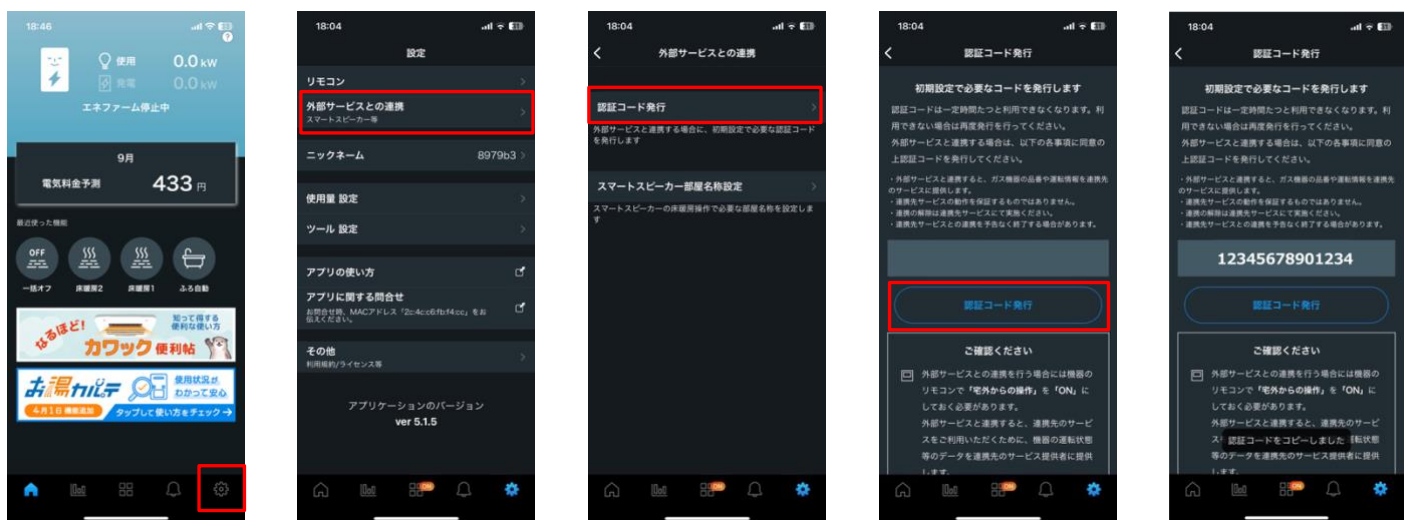 18:46
?
使用 0.0 kW
発電 0.0 kW
エネファーム停止中
9月
電気料金予測 433 円
最近使った機能
OFF
一括オフ 床暖房2 床暖房1 ふろ自動
なるほど!
カワック便利帖
知って得する
便利な使い方
お湯カルテ
使用状況が
わかって安心
4月1日 機能追加
タップして使い方をチェック→
18:04
設定
リモコン
外部サービスとの連携
スマートスピーカー等
ニックネーム 8979b3
使用量 設定
ツール 設定
アプリの使い方
アプリに関する問合せ
お問合せ時、MACアドレス「2c:4c:c6:fb:f4:cc」をお
伝えください。
その他
利用規約/ライセンス等
アプリケーションのバージョン
ver 5.1.5
ON
18:04
外部サービスとの連携
認証コード発行
外部サービスと連携する場合に、初期設定で必要な認証コード
を発行します
スマートスピーカー部屋名称設定
スマートスピーカーの床暖房操作で必要な部屋名称を設定しま
す
ON
18:04
認証コード発行
初期設定で必要なコードを発行します
認証コードは一定時間たつと利用できなくなります。利
用できない場合は再度発行を行ってください。
外部サービスと連携する場合は、以下の各事項に同意の
上認証コードを発行してください。
・外部サービスと連携すると、ガス機器の品番や運転情報を連携先
のサービスに提供します。
・連携先サービスの動作を保証するものではありません。
・連携の解除は連携先サービスにて実施ください。
・連携先サービスとの連携を予告なく終了する場合があります。
認証コード発行
ご確認ください
外部サービスとの連携を行う場合には機器の
リモコンで「宅外からの操作」を「ON」に
しておく必要があります。
外部サービスと連携すると、連携先のサービ
スをご利用いただくために、機器の運転状態
等のデータを連携先のサービス提供者に提供
します。
ON
18:04
認証コード発行
初期設定で必要なコードを発行します
認証コードは一定時間たつと利用できなくなります。利
用できない場合は再度発行を行ってください。
外部サービスと連携する場合は、以下の各事項に同意の
上認証コードを発行してください。
・外部サービスと連携すると、ガス機器の品番や運転情報を連携先
のサービスに提供します。
・連携先サービスの動作を保証するものではありません。
・連携の解除は連携先サービスにて実施ください。
・連携先サービスとの連携を予告なく終了する場合があります。
12345678901234
認証コード発行
ご確認ください
外部サービスとの連携を行う場合には機器の
リモコンで「宅外からの操作」を「ON」に
しておく必要があります。
外部サービスと連携すると、連携先のサービ
ス 認証コードをコピーしました 運転状態
等のデータを連携先のサービス提供者に提供
します。
ON